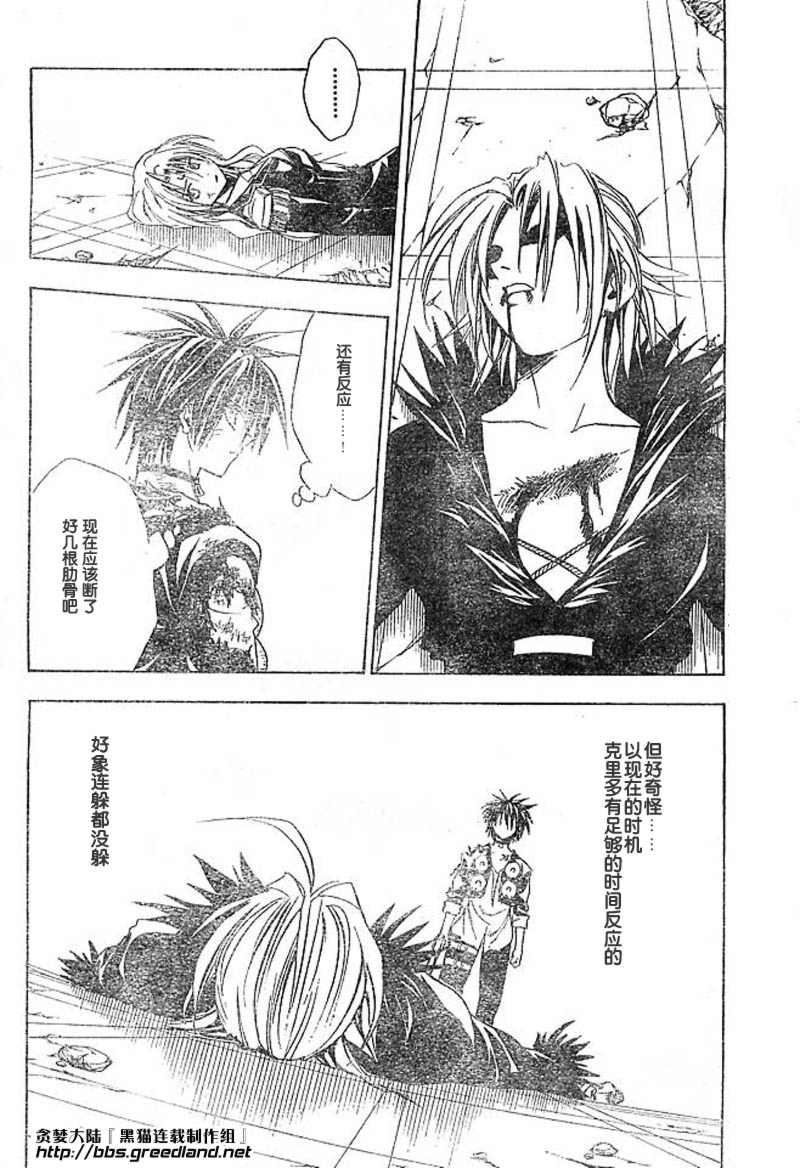 ………
还有反应……
现在应该断了
好几根肋骨吧
但好奇怪……
以现在的时机
克里多有足够的时间反应的
好象连躲都没躲
贪婪大陆『黑猫连载制作组』
http://bbs.greedland.net